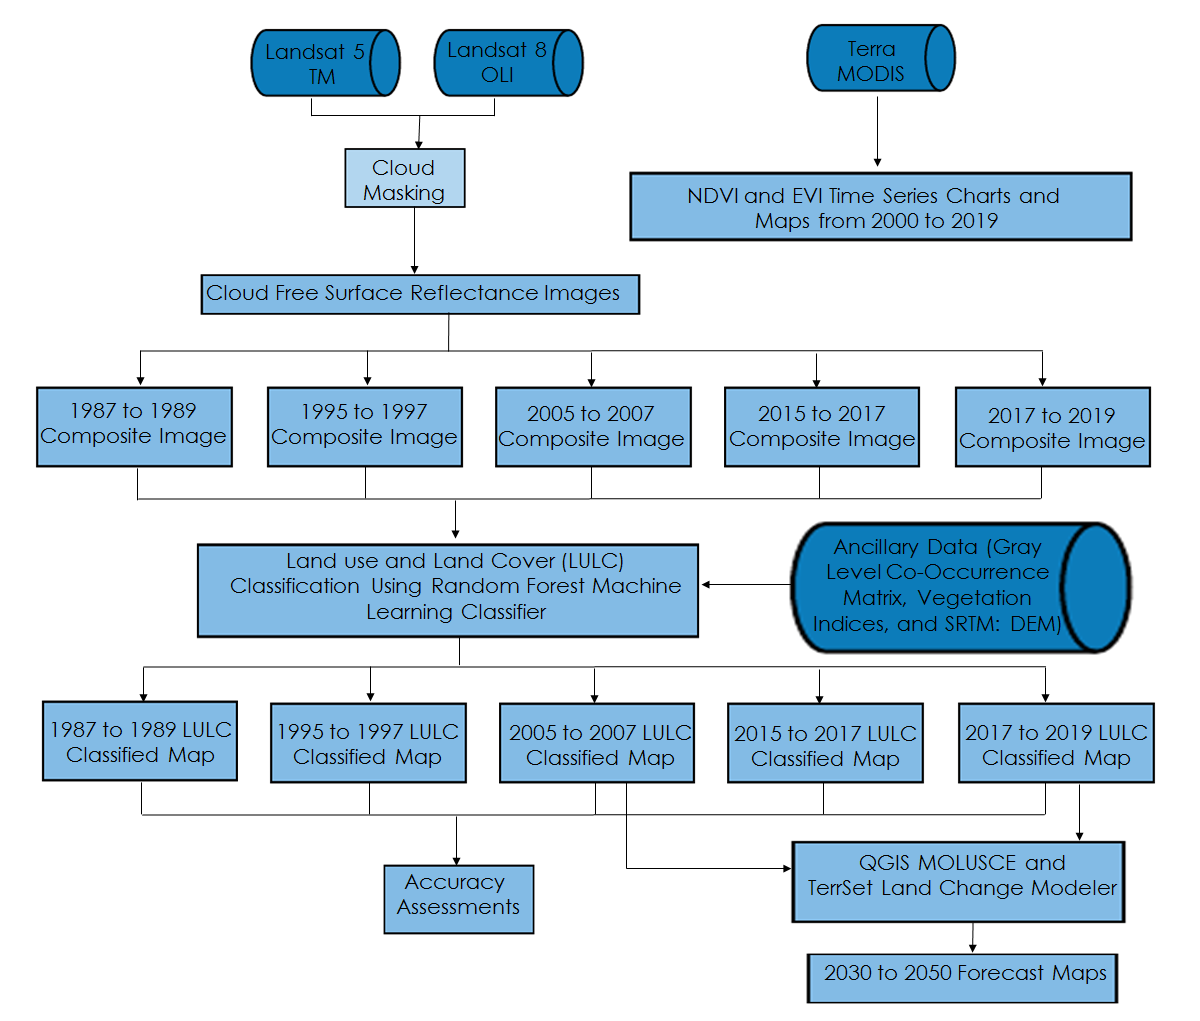 Landsat 5
TM
Landsat 8
OLI
Terra
MODIS
Cloud
Masking
NDVI and EVI Time Series Charts and
Maps from 2000 to 2019
Cloud Free Surface Reflectance Images
1987 to 1989
Composite Image
1995 to 1997
Composite Image
2005 to 2007
Composite Image
2015 to 2017
Composite Image
2017 to 2019
Composite Image
Land use and Land Cover (LULC)
Classification Using Random Forest Machine
Learning Classifier
Ancillary Data (Gray
Level Co-Occurrence
Matrix, Vegetation
Indices, and SRTM: DEM)
1987 to 1989 LULC
Classified Map
1995 to 1997 LULC
Classified Map
2005 to 2007 LULC
Classified Map
2015 to 2017 LULC
Classified Map
2017 to 2019 LULC
Classified Map
Accuracy
Assessments
QGIS MOLUSCE and
TerrSet Land Change Modeler
2030 to 2050 Forecast Maps